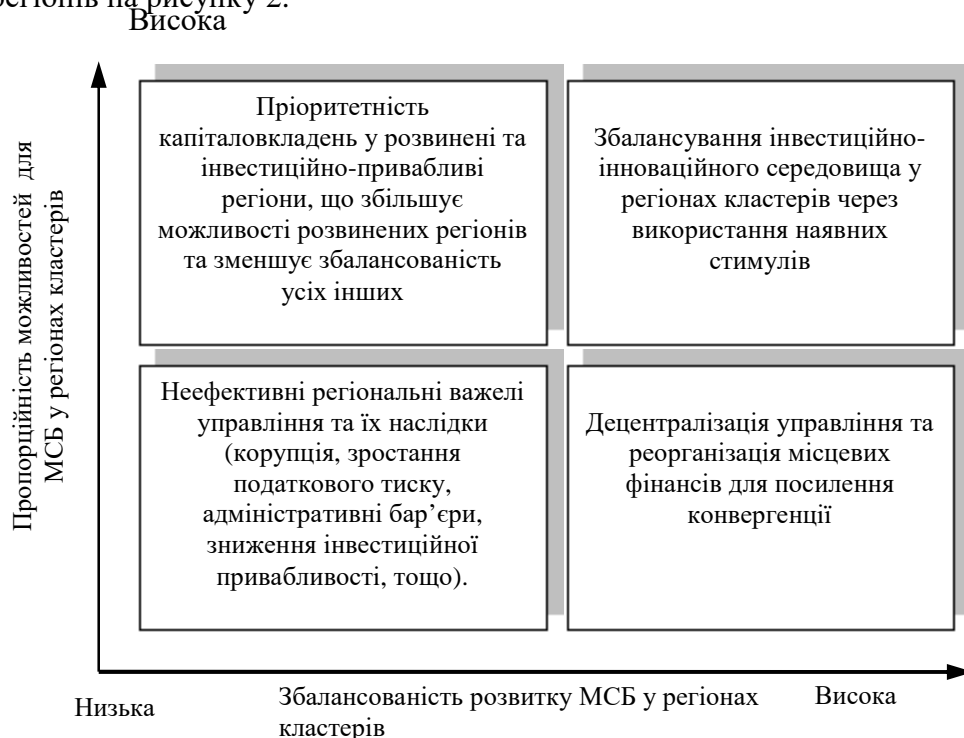 регіонів на рисунку 2.
Висока
Пропорційність можливостей для
МСБ у регіонах кластерів
Пріоритетність
капіталовкладень у розвинені та
інвестиційно-привабливі
регіони, що збільшує
можливості розвинених регіонів
та зменшує збалансованість
усіх інших
Збалансування інвестиційно-
інноваційного середовища у
регіонах кластерів через
використання наявних
стимулів
Неефективні регіональні важелі
управління та їх наслідки
(корупція, зростання
податкового тиску,
адміністративні бар’єри,
зниження інвестиційної
привабливості, тощо).
Децентралізація управління та
реорганізація місцевих
фінансів для посилення
конвергенції
Низька
Збалансованість розвитку МСБ у регіонах
кластерів
Висока